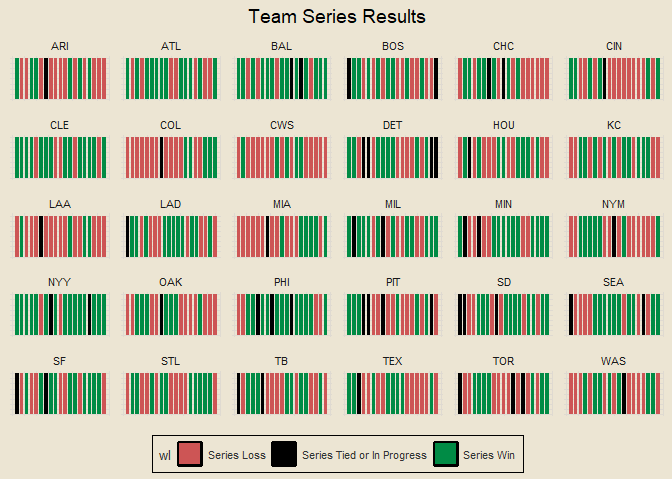 Team Series Results
ARI ATL BAL BOS CHC CIN
CLE COL CWS DET HOU KC
LAA LAD MIA MIL MIN NYM
NYY OAK PHI PIT SD SEA
SF STL TB TEX TOR WAS
wl Series Loss Series Tied or In Progress Series Win